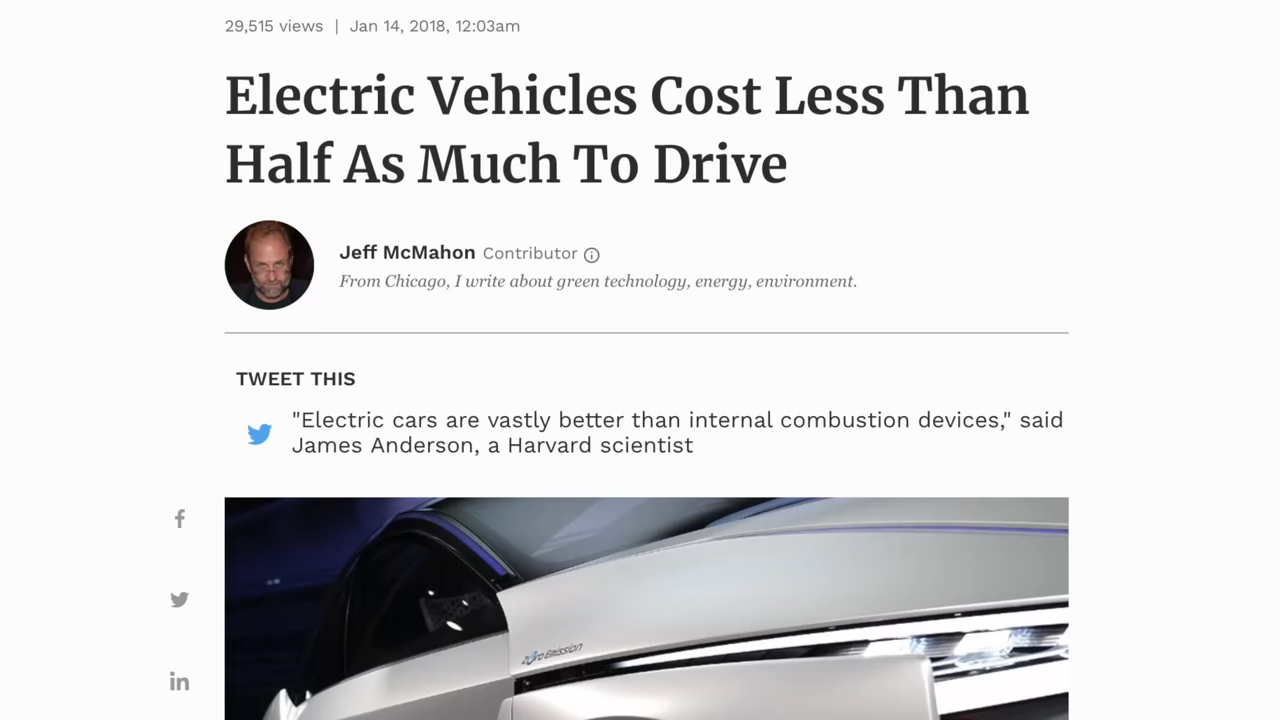 29,515 views | Jan 14, 2018, 12:03am
Electric Vehicles Cost Less Than
Half As Much To Drive
Jeff McMahon Contributor
From Chicago, I write about green technology, energy, environment.
TWEET THIS
"Electric cars are vastly better than internal combustion devices," said
James Anderson, a Harvard scientist
Zero Emission